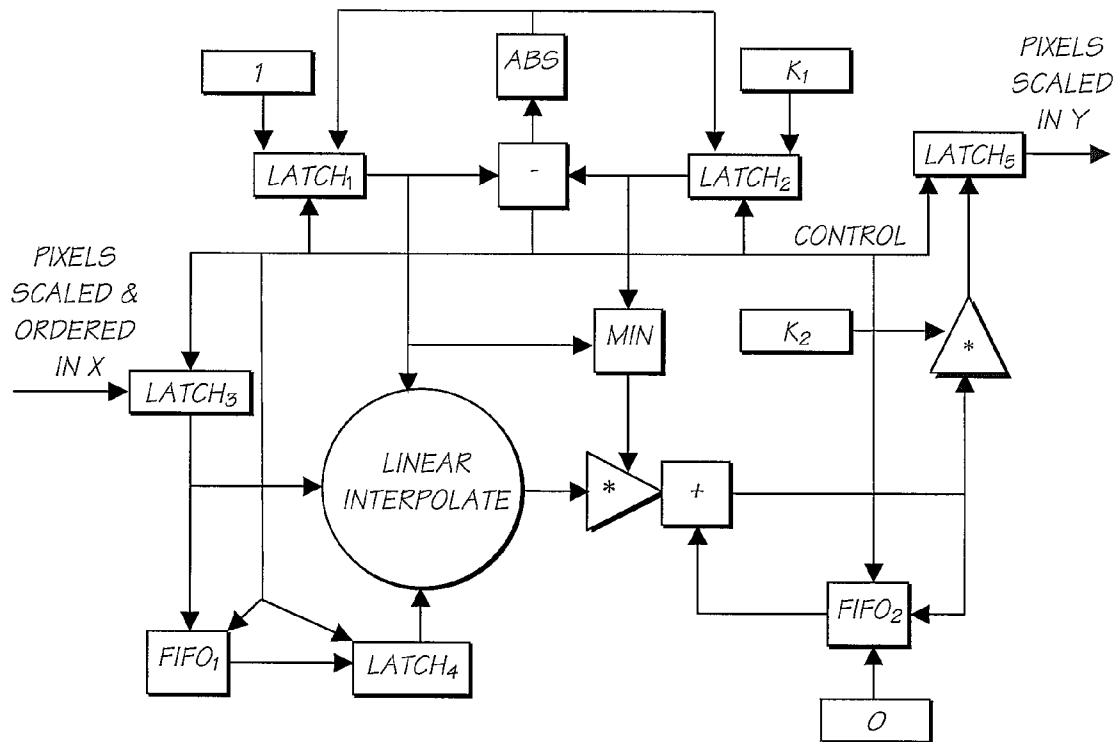 PIXELS
SCALED
IN Y
ABS
1
K₁
LATCH₁
-
LATCH₂
LATCH₅
CONTROL
PIXELS
SCALED &
ORDERED
IN X
MIN
K₂
*
LATCH₃
LINEAR
INTERPOLATE
*
+
FIFO₂
FIFO₁
LATCH₄
0